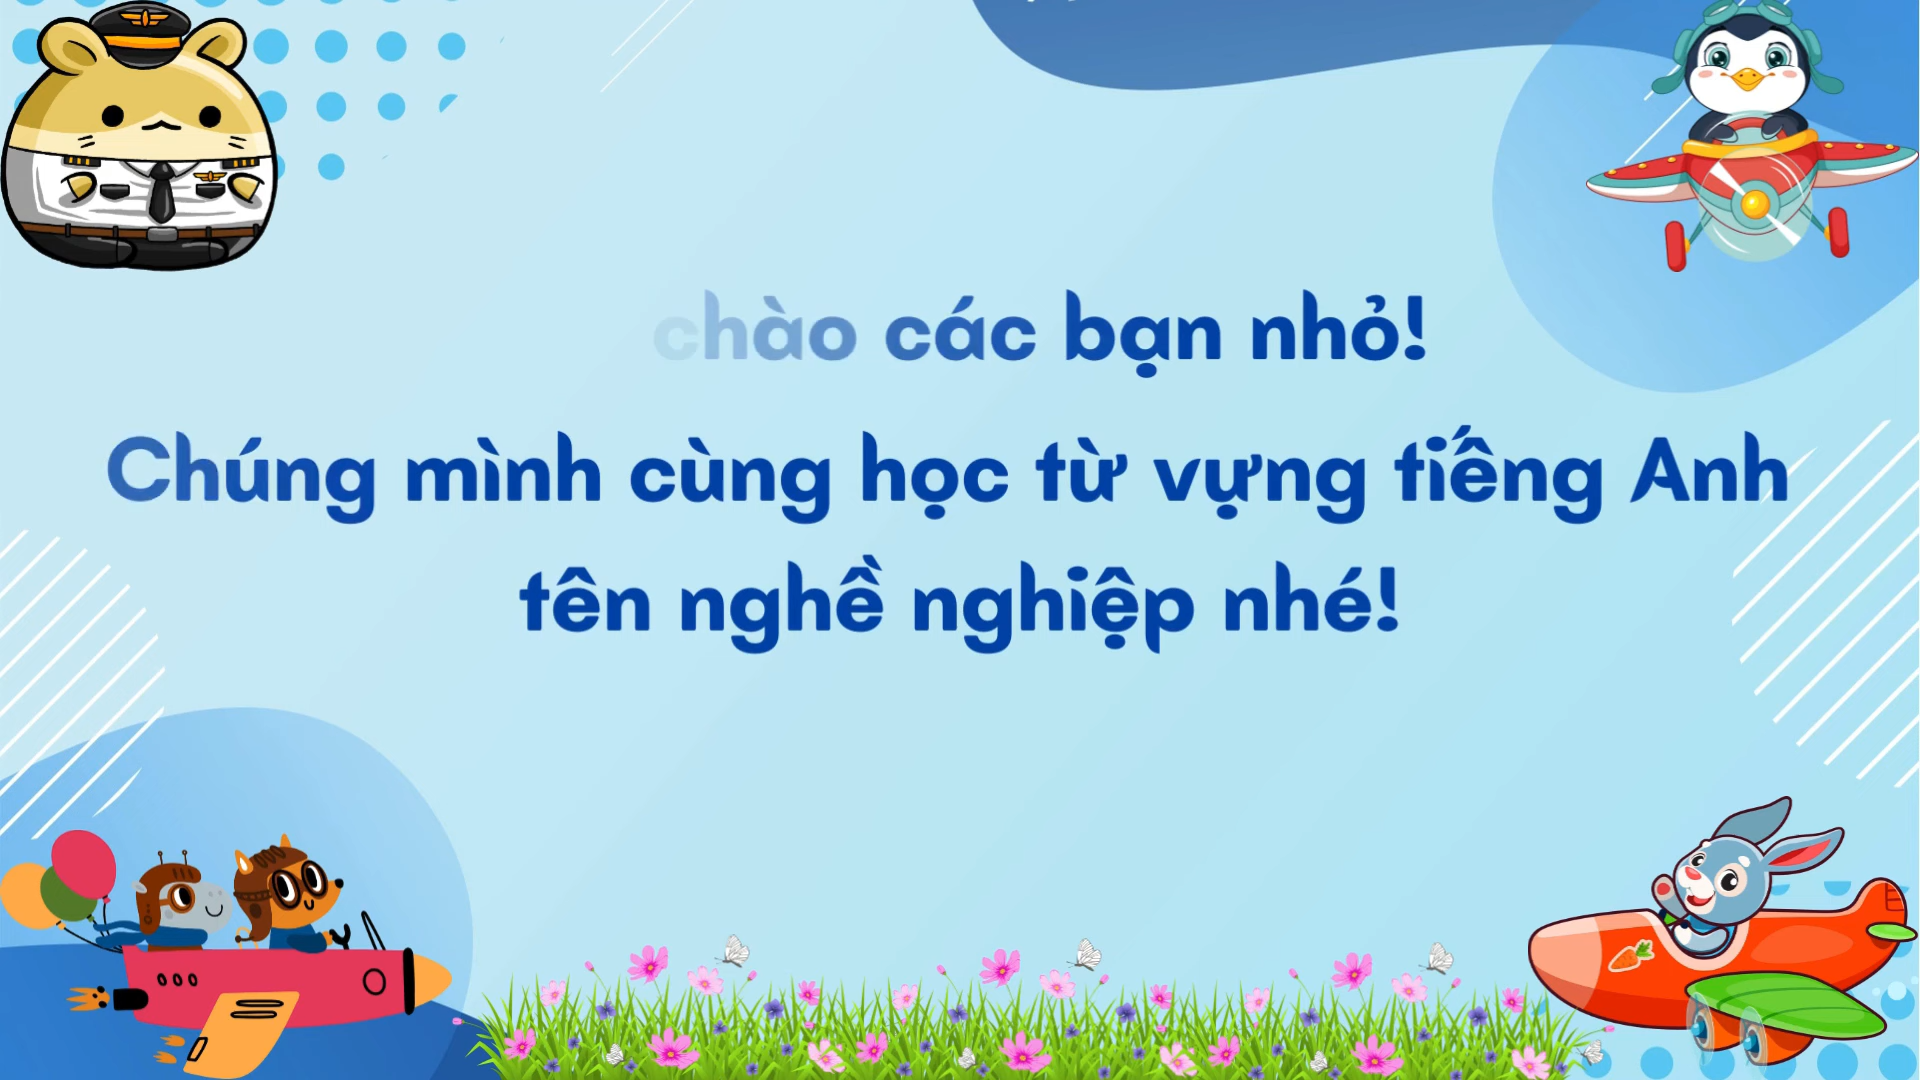 chào các bạn nhỏ!
Chúng mình cùng học từ vựng tiếng Anh
tên nghề nghiệp nhé!